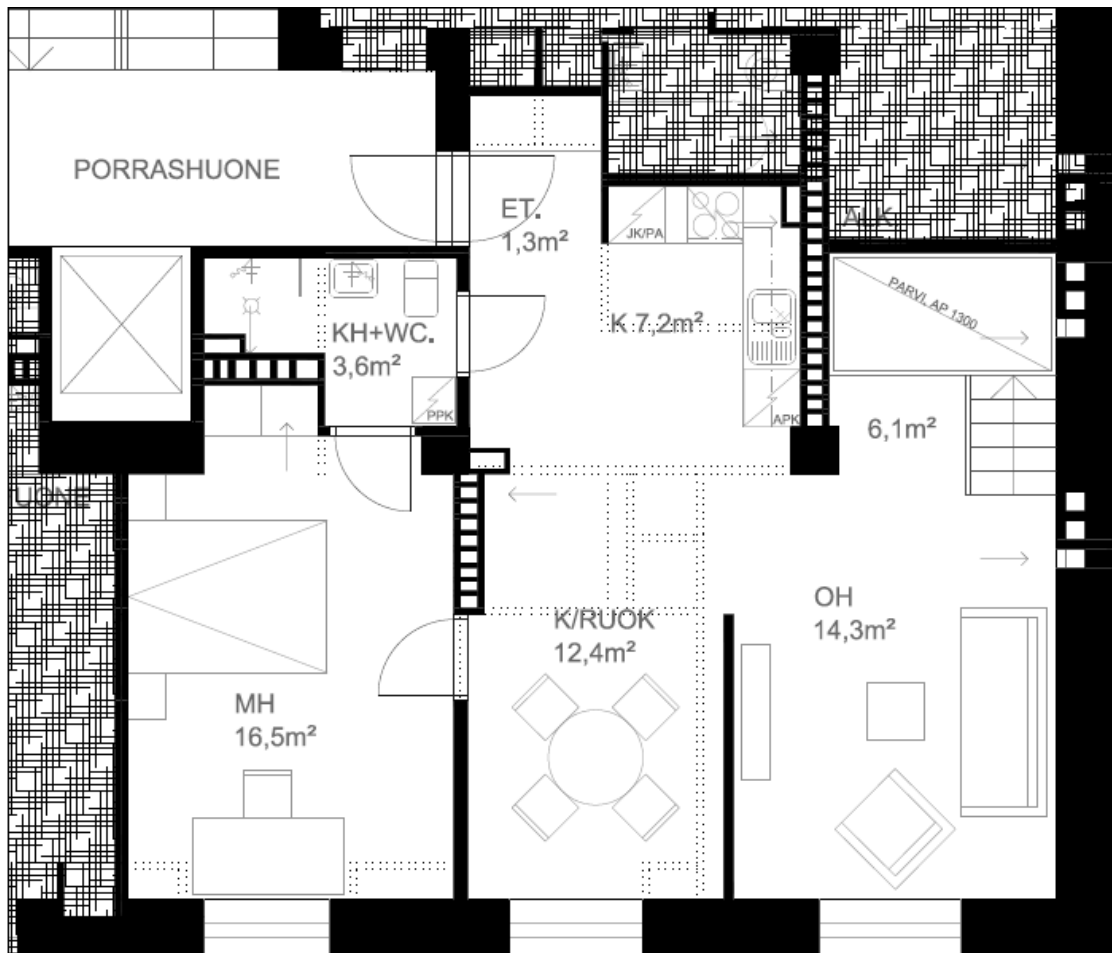 PORRASHUONE
ET.
1,3m²
JK/PA
ALK
K 7,2m²
PARVI, AP 1300
KH+WC.
3,6m²
PPK
APK
6,1m²
UONE
K/RUOK
12,4m²
OH
14,3m²
MH
16,5m²